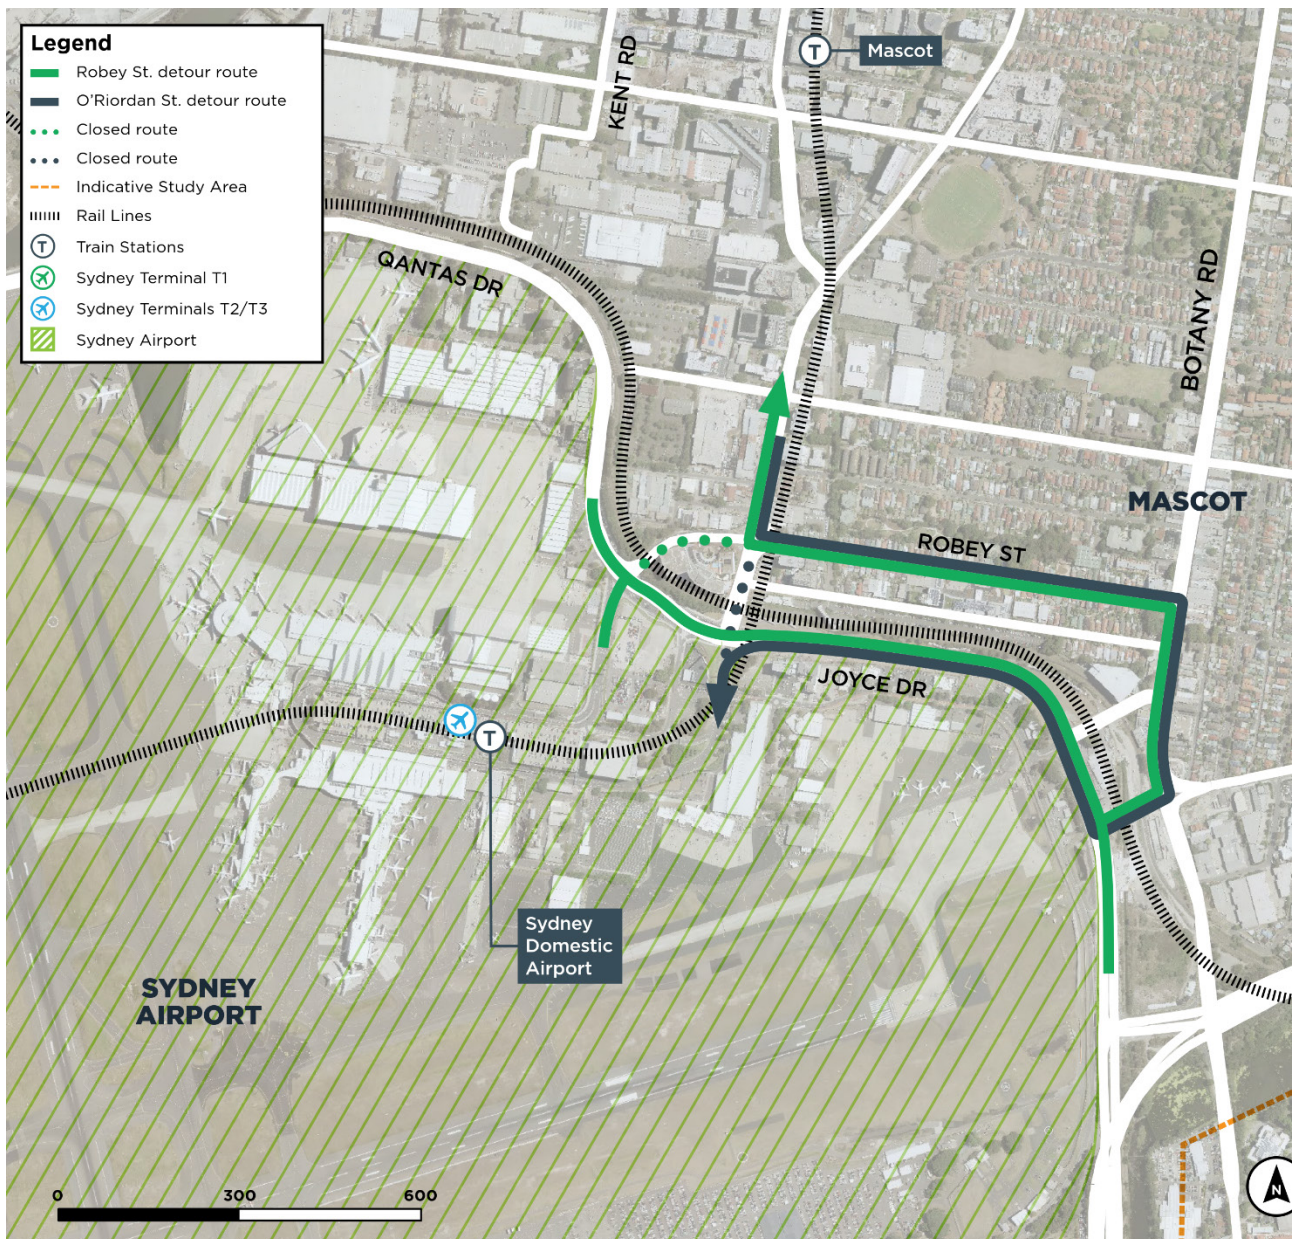 Legend
Robey St. detour route
O'Riordan St. detour route
Closed route
Closed route
Indicative Study Area
Rail Lines
T Train Stations
Sydney Terminal T1
Sydney Terminals T2/T3
Sydney Airport
T Mascot
KENT RD
QANTAS DR
BOTANY RD
MASCOT
ROBEY ST
JOYCE DR
T
Sydney
Domestic
Airport
SYDNEY
AIRPORT
0 300 600
N